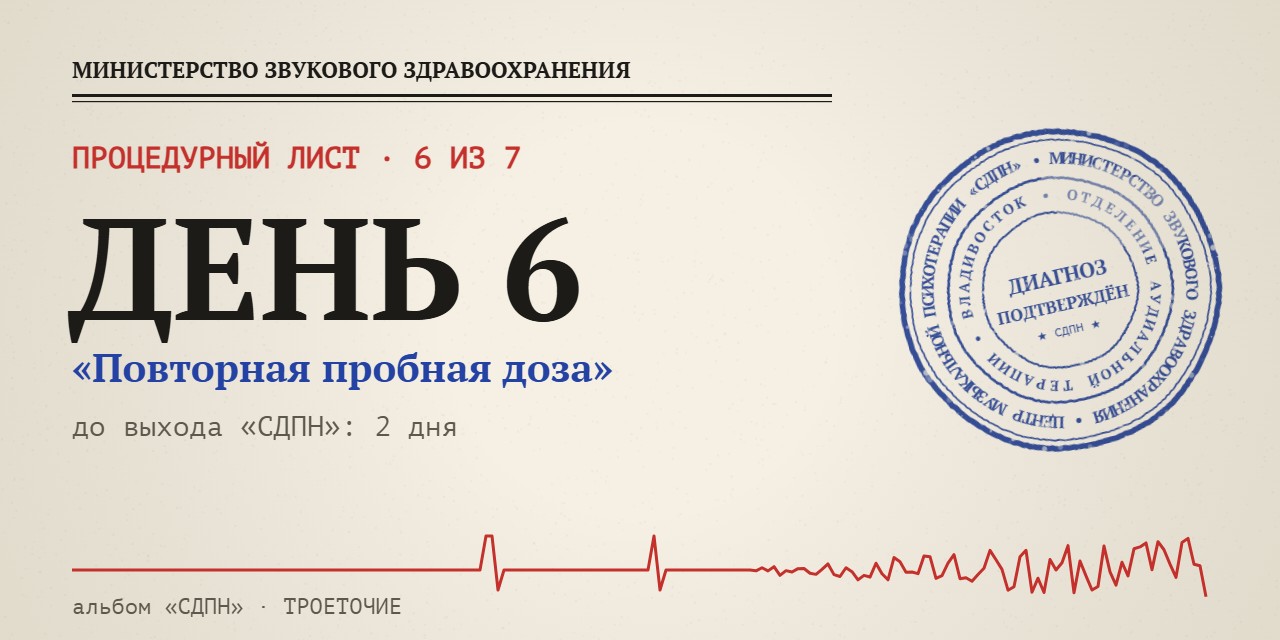 МИНИСТЕРСТВО ЗВУКОВОГО ЗДРАВООХРАНЕНИЯ
ПРОЦЕДУРНЫЙ ЛИСТ · 6 ИЗ 7
ДЕНЬ 6
«Повторная пробная доза»
до выхода «СДПН»: 2 дня
• МИНИСТЕРСТВО ЗВУКОВОГО ЗДРАВООХРАНЕНИЯ • ЦЕНТР МУЗЫКАЛЬНОЙ ПСИХОТЕРАПИИ «СДПН»
• ОТДЕЛЕНИЕ АУДИАЛЬНОЙ ТЕРАПИИ • ВЛАДИВОСТОК
ДИАГНОЗ
ПОДТВЕРЖДЁН
★ СДПН ★
альбом «СДПН» · ТРОЕТОЧИЕ